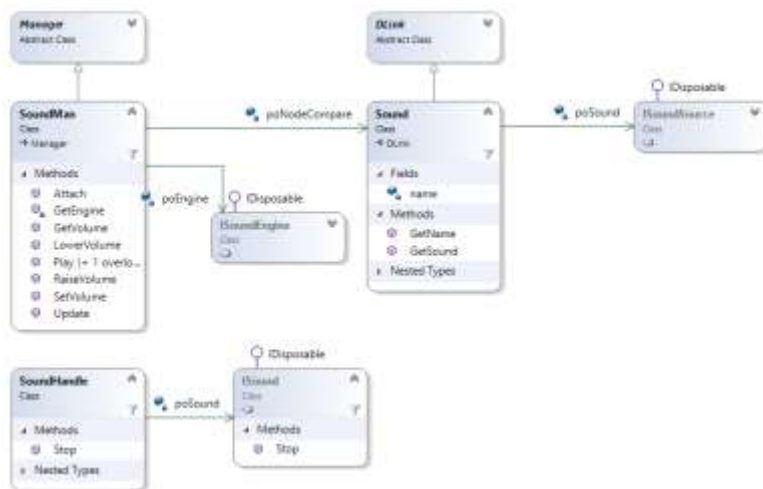 Manager
Abstract Class
DLink
Abstract Class
SoundMan
Class
Manager
Methods
Attach
GetEngine
GetVolume
LowerVolume
Play (+ 1 overlo...
RaiseVolume
SetVolume
Update
poNodeCompare
poEngine
IDisposable
ISoundEngine
Class
Sound
Class
DLink
Fields
name
Methods
GetName
GetSound
Nested Types
poSound
IDisposable
ISoundSource
Class
SoundHandle
Class
Methods
Stop
Nested Types
poSound
IDisposable
ISound
Class
Methods
Stop